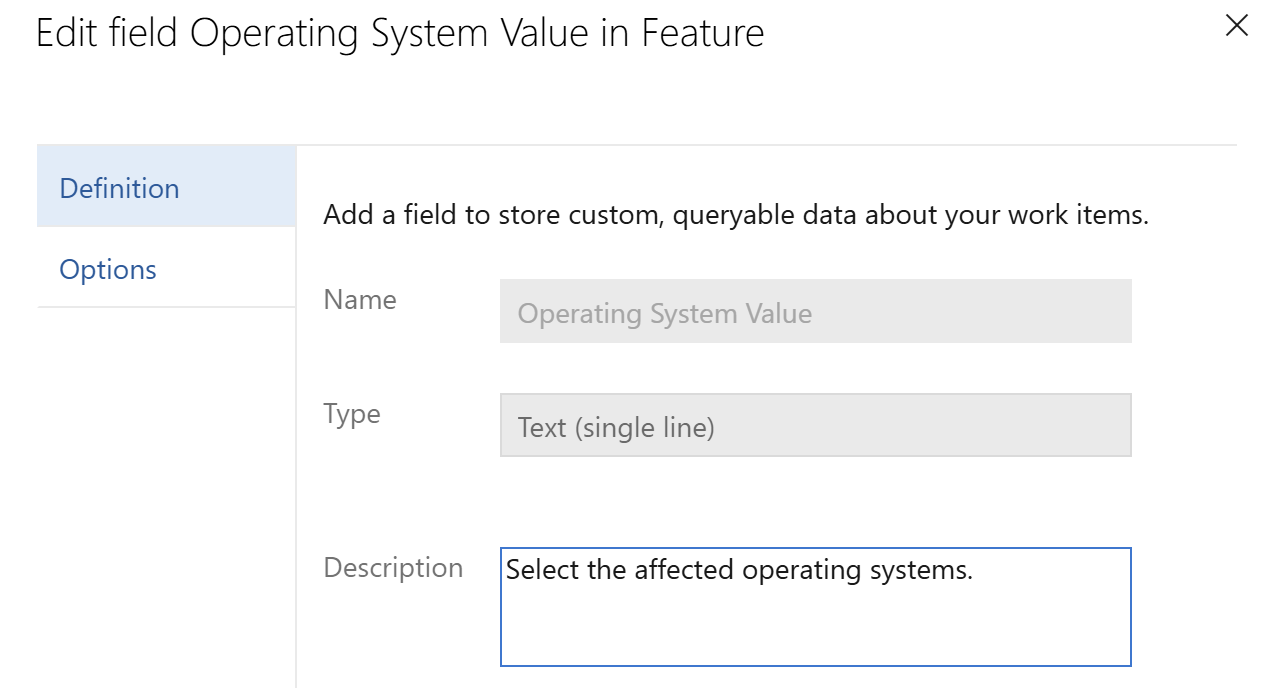 Edit field Operating System Value in Feature
Definition
Options
Add a field to store custom, queryable data about your work items.
Name
Operating System Value
Type
Text (single line)
Description
Select the affected operating systems.